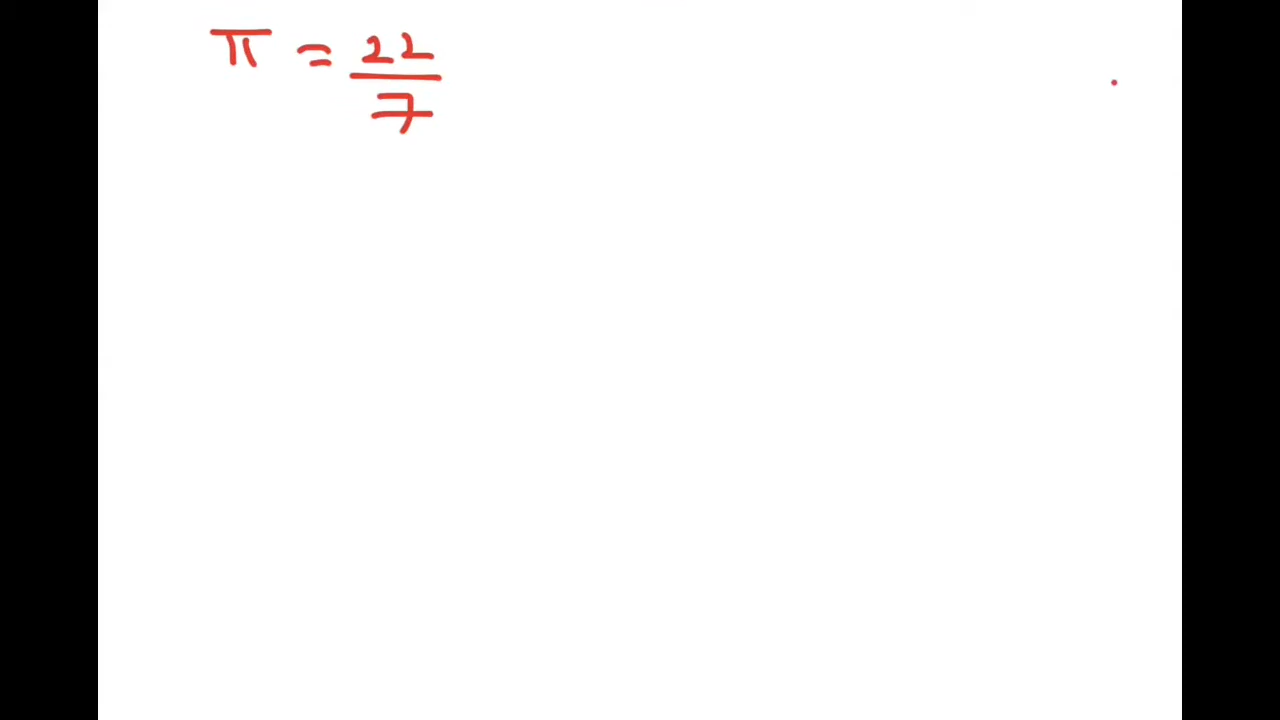 π = 22/7